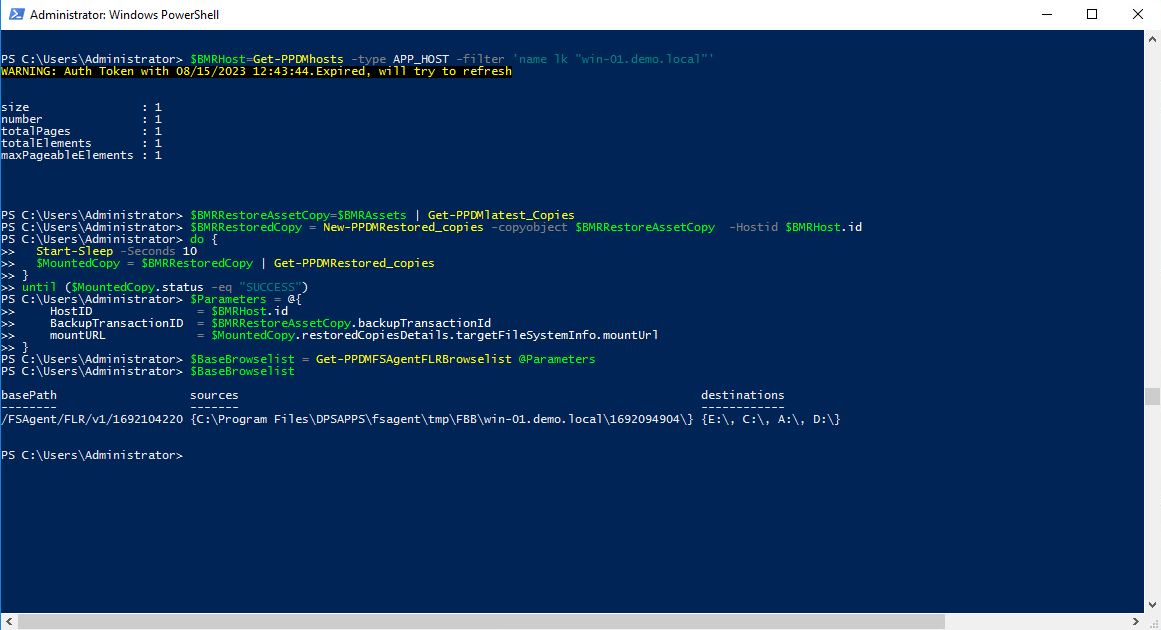 Administrator: Windows PowerShell
PS C:\Users\Administrator> $BMRHost=Get-PPDMhosts -type APP_HOST -filter 'name lk "win-01.demo.local"'
WARNING: Auth Token with 08/15/2023 12:43:44.Expired, will try to refresh
size                : 1
number              : 1
totalPages          : 1
totalElements       : 1
maxPageableElements : 1
PS C:\Users\Administrator> $BMRRestoreAssetCopy=$BMRAssets | Get-PPDMlatest_Copies
PS C:\Users\Administrator> $BMRRestoredCopy = New-PPDMRestored_copies -copyobject $BMRRestoreAssetCopy  -Hostid $BMRHost.id
PS C:\Users\Administrator> do {
>>   Start-Sleep -Seconds 10
>>   $MountedCopy = $BMRRestoredCopy | Get-PPDMRestored_copies
>> }
>> until ($MountedCopy.status -eq "SUCCESS")
PS C:\Users\Administrator> $Parameters = @{
>>     HostID               = $BMRHost.id
>>     BackupTransactionID  = $BMRRestoreAssetCopy.backupTransactionId
>>     mountURL             = $MountedCopy.restoredCopiesDetails.targetFileSystemInfo.mountUrl
>> }
PS C:\Users\Administrator> $BaseBrowselist = Get-PPDMFSAgentFLRBrowselist @Parameters
PS C:\Users\Administrator> $BaseBrowselist
basePath                   sources                                                                  destinations
--------                   -------                                                                  ------------
/FSAgent/FLR/v1/1692104220 {C:\Program Files\DPSAPPS\fsagent\tmp\FBB\win-01.demo.local\1692094904\} {E:\, C:\, A:\, D:\}
PS C:\Users\Administrator>